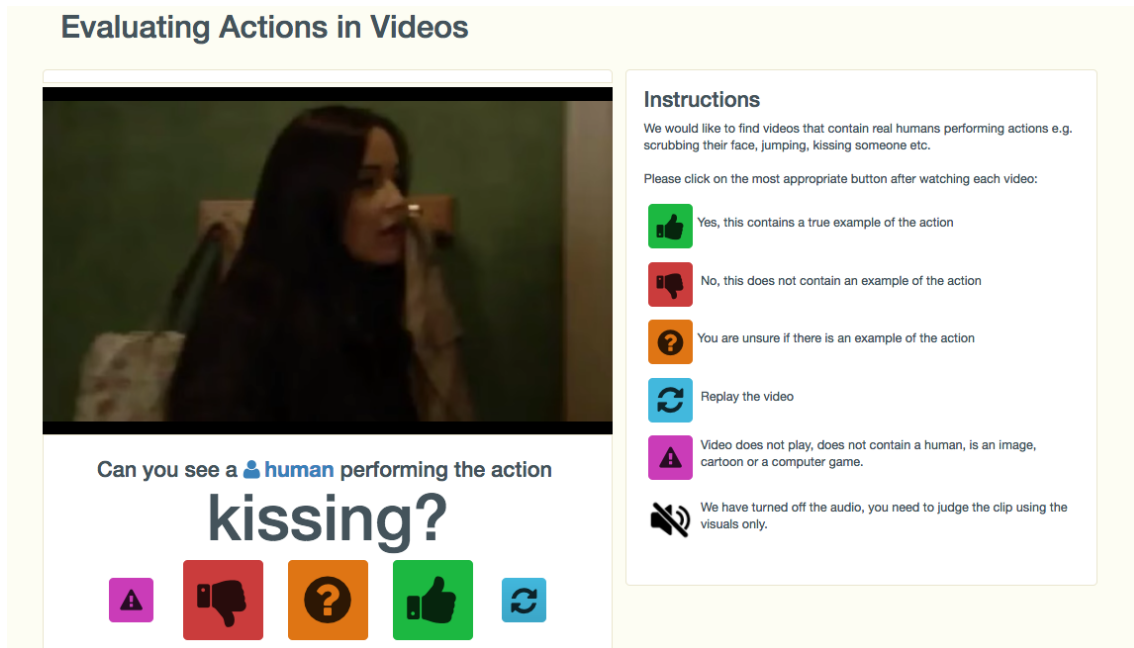 Evaluating Actions in Videos
Instructions
We would like to find videos that contain real humans performing actions e.g.
scrubbing their face, jumping, kissing someone etc.
Please click on the most appropriate button after watching each video:
Yes, this contains a true example of the action
No, this does not contain an example of the action
You are unsure if there is an example of the action
Replay the video
Video does not play, does not contain a human, is an image,
cartoon or a computer game.
We have turned off the audio, you need to judge the clip using the
visuals only.
Can you see a human performing the action
kissing?